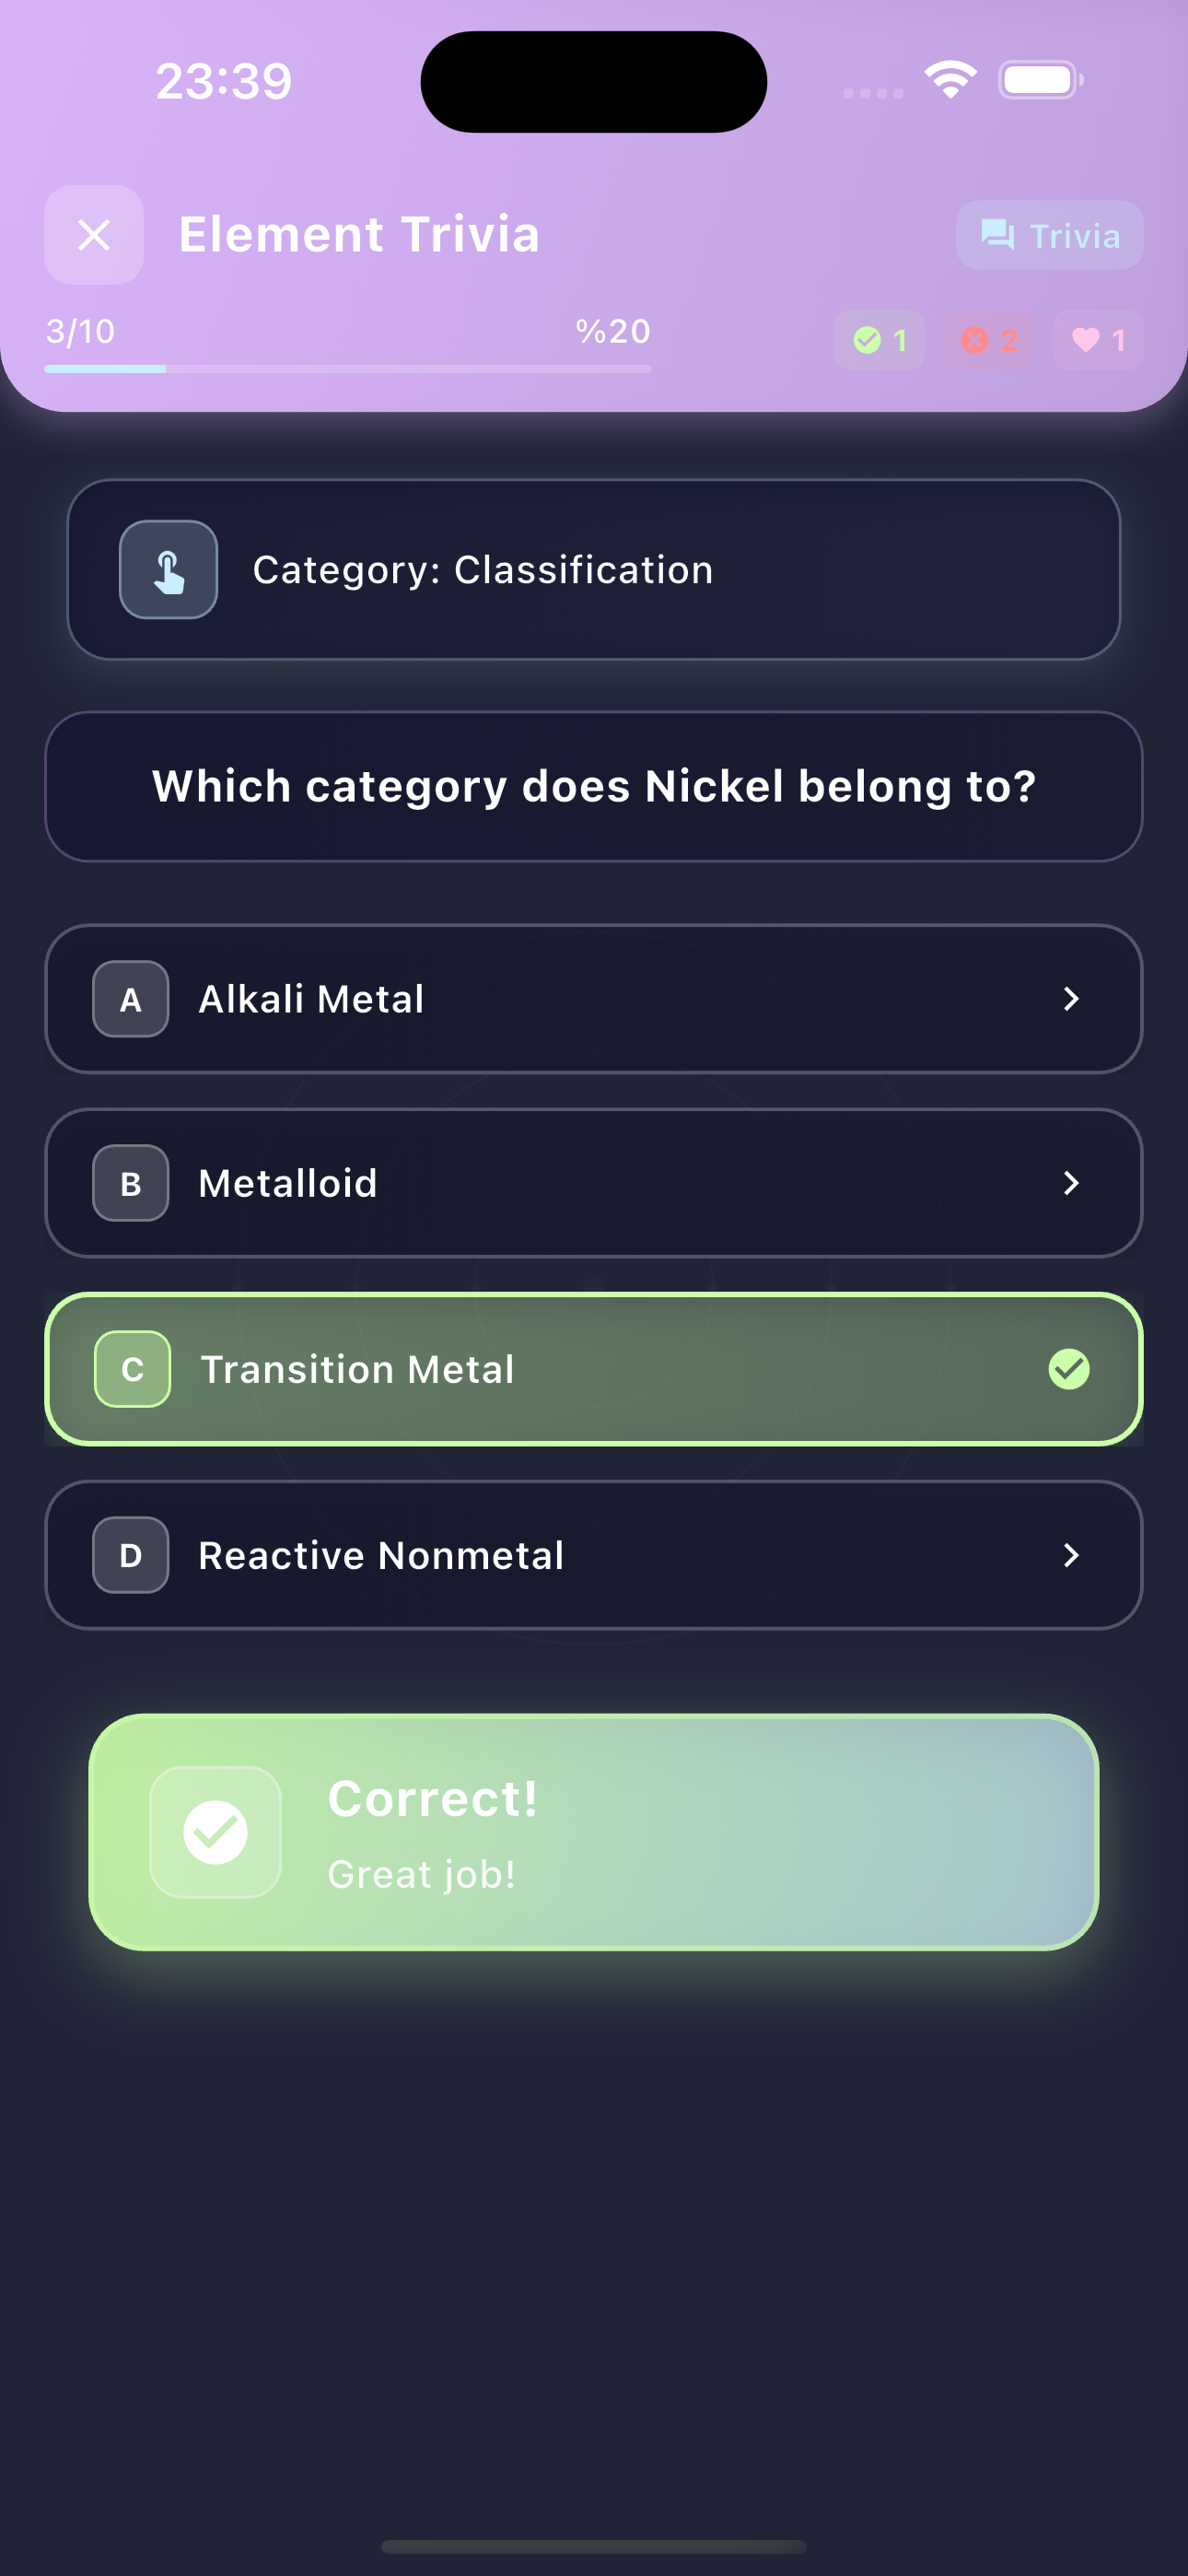 23:39
Element Trivia
Trivia
3/10
%20
1
2
1
Category: Classification
Which category does Nickel belong to?
A
Alkali Metal
B
Metalloid
C
Transition Metal
D
Reactive Nonmetal
Correct!
Great job!